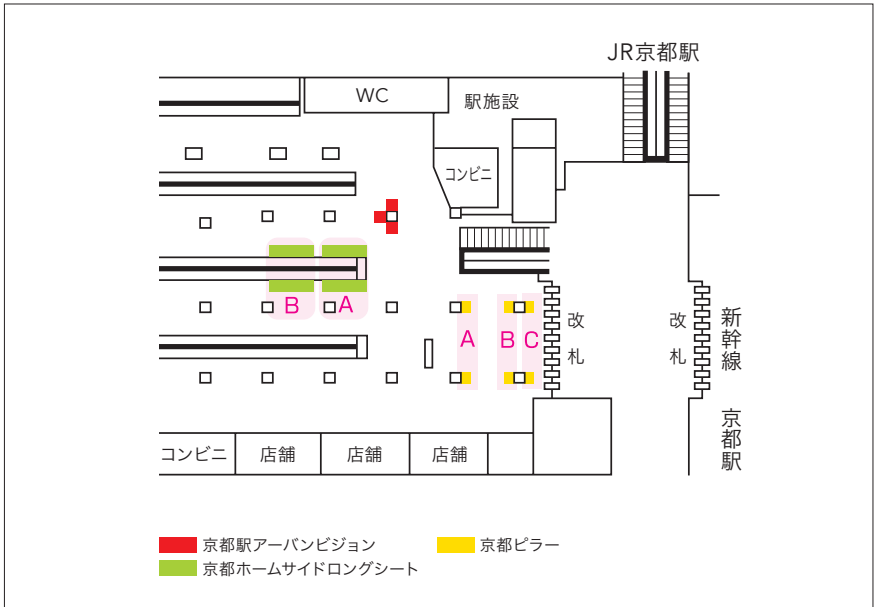 JR京都駅
WC
駅施設
コンビニ
B
A
A
B
C
改札
改札
新幹線
京都駅
コンビニ
店舗
店舗
店舗
京都駅アーバンビジョン
京都ピラー
京都ホームサイドロングシート